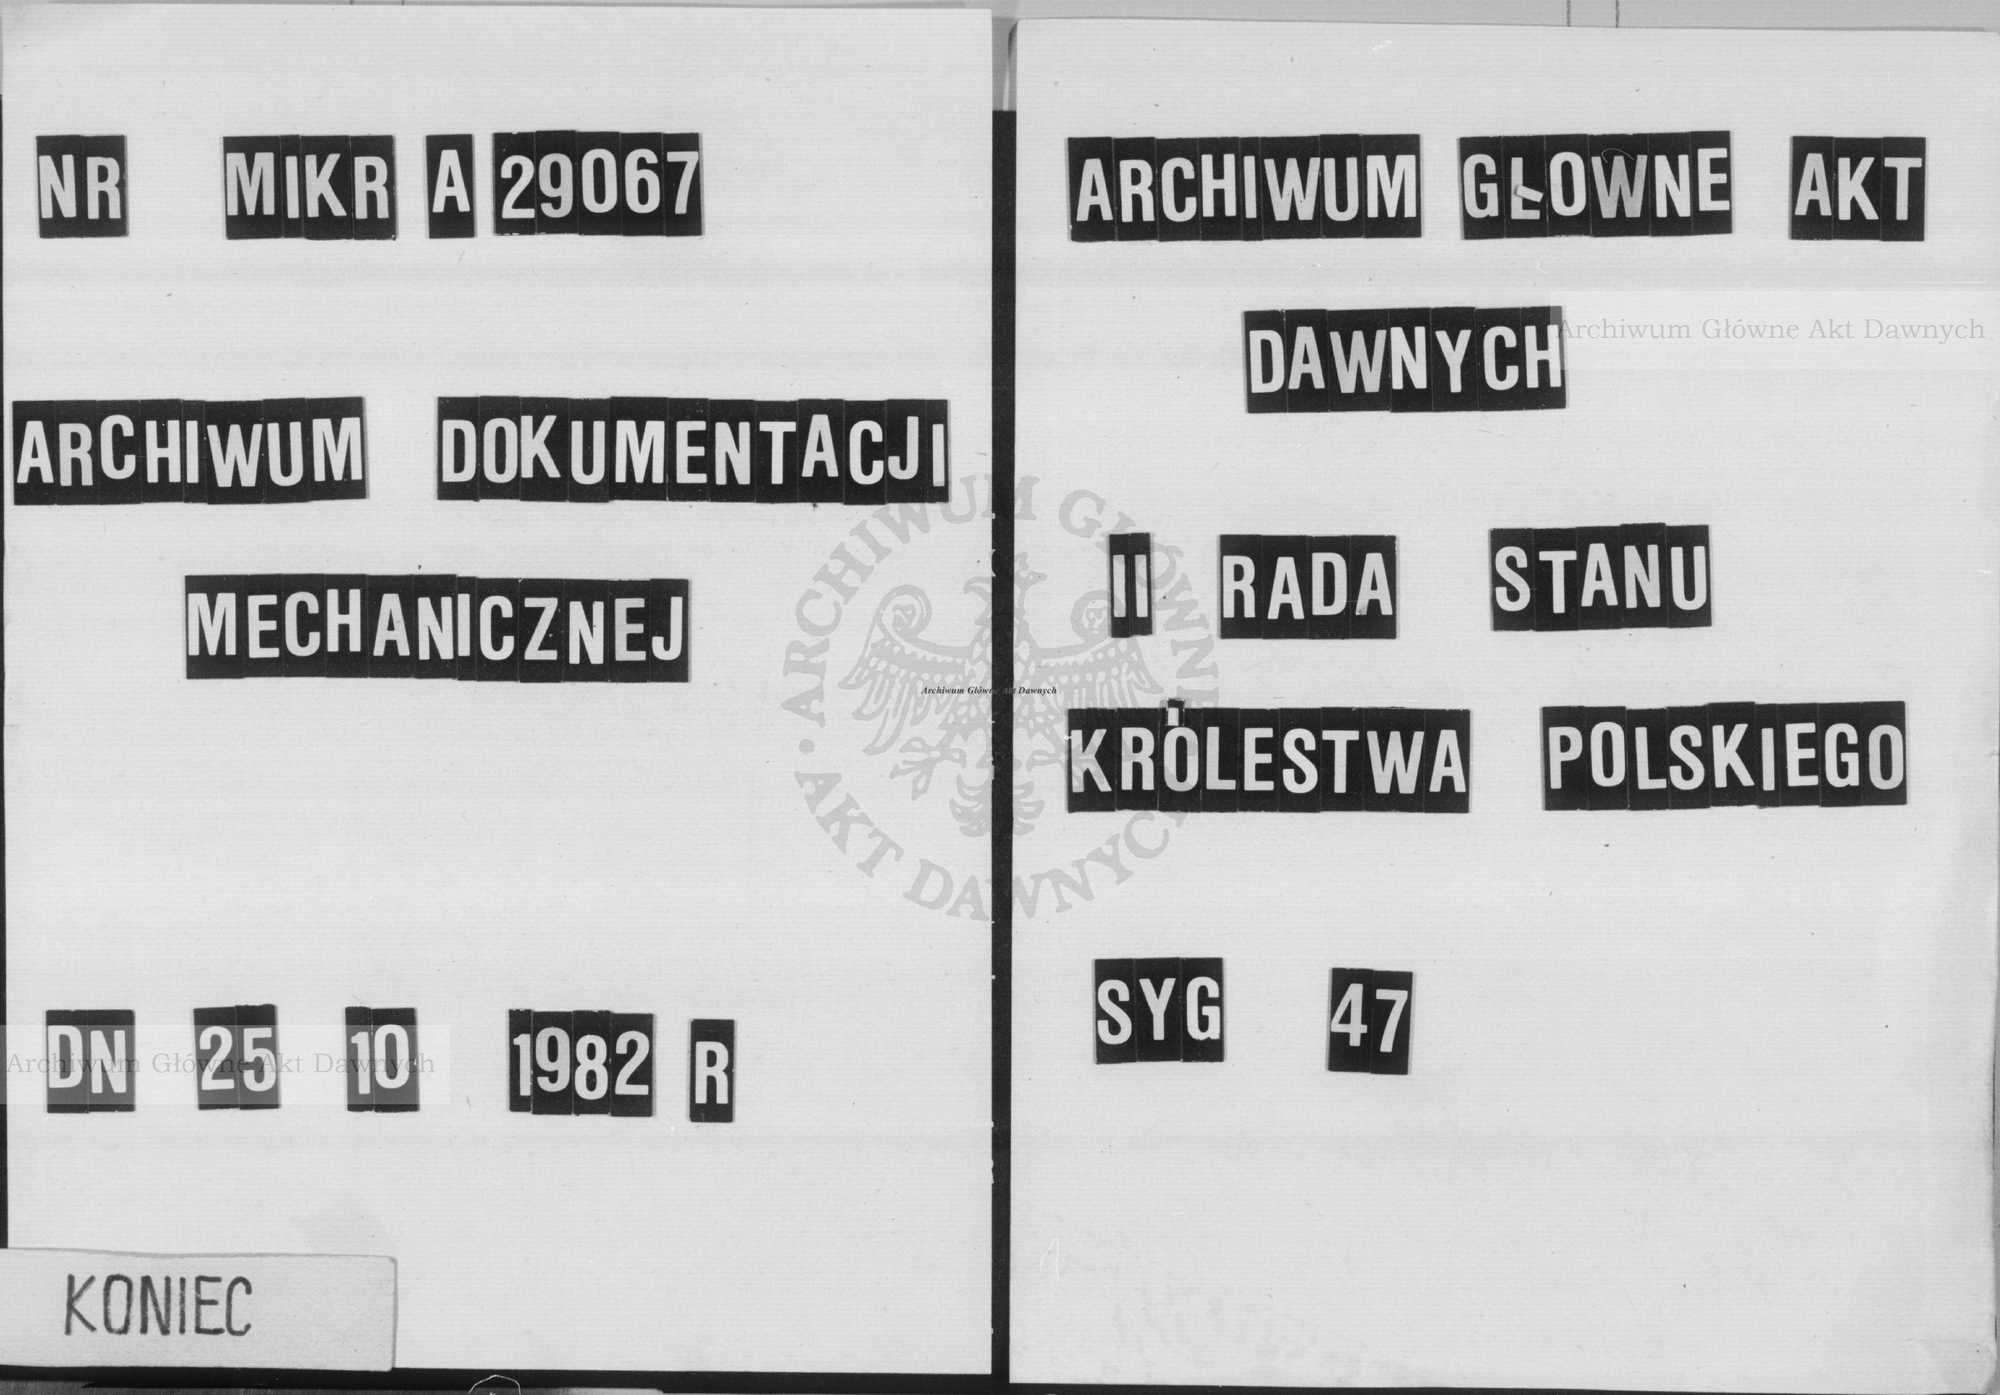 NR MIKR A 29067
ARCHIWUM DOKUMENTACJI
MECHANICZNEJ
DN 25 10 1982 R
KONIEC
ARCHIWUM GŁOWNE AKT
DAWNYCH
II RADA STANU
KRÓLESTWA POLSKIEGO
SYG 47
Archiwum Główne Akt Dawnych
Archiwum Główne Akt Dawnych
Archiwum Główne Akt Dawnych
ARCHIWUM GŁÓWNE · AKT DAWNYCH ·